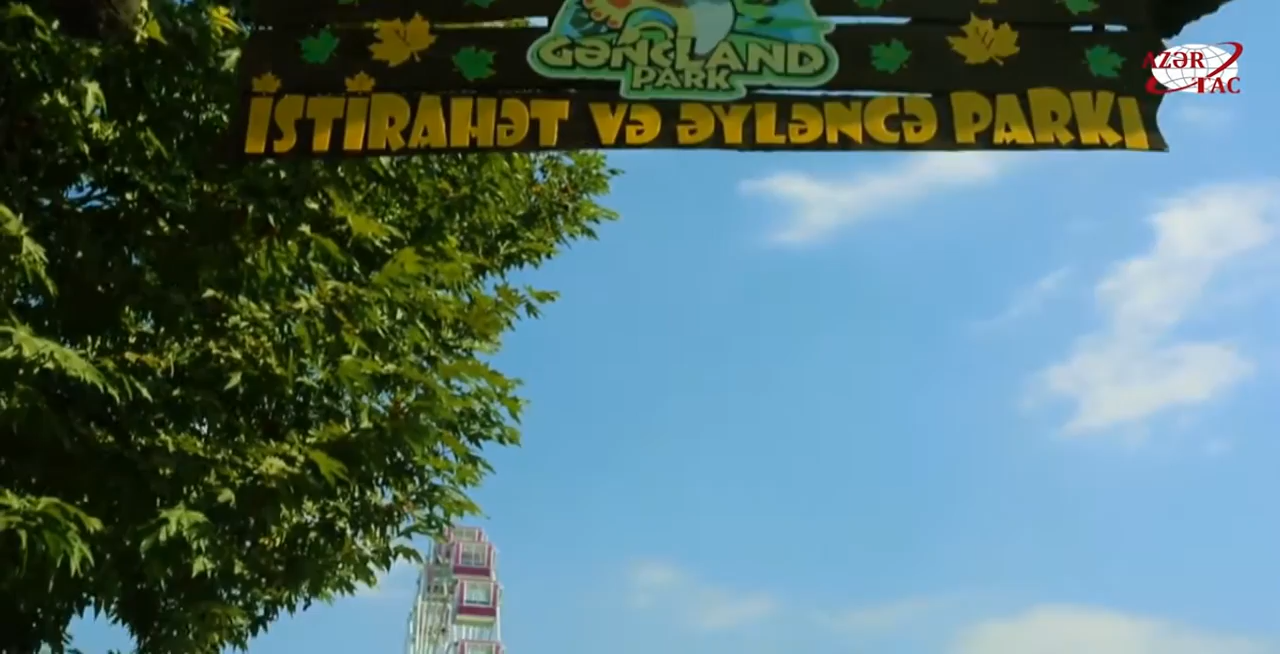 GƏNCLAND
PARK
İSTİRAHƏT VƏ ƏYLƏNCƏ PARKI
AZƏR
TAC